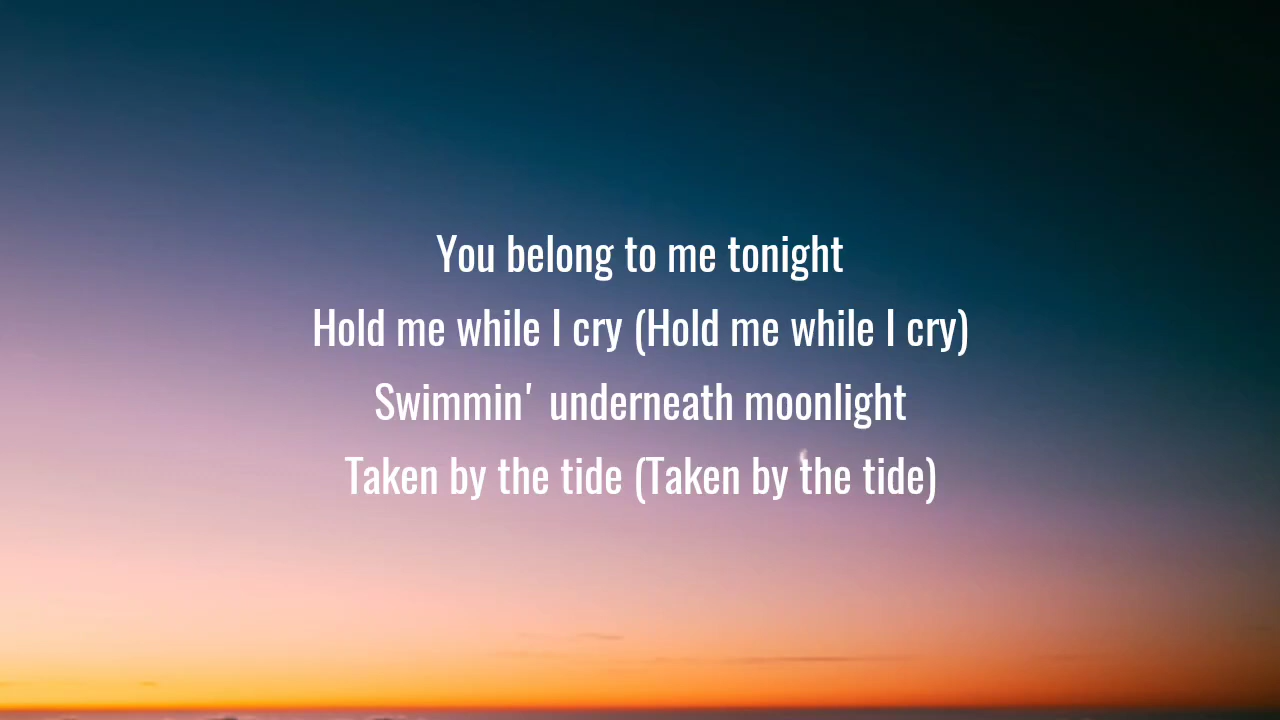 You belong to me tonight
Hold me while I cry (Hold me while I cry)
Swimmin' underneath moonlight
Taken by the tide (Taken by the tide)